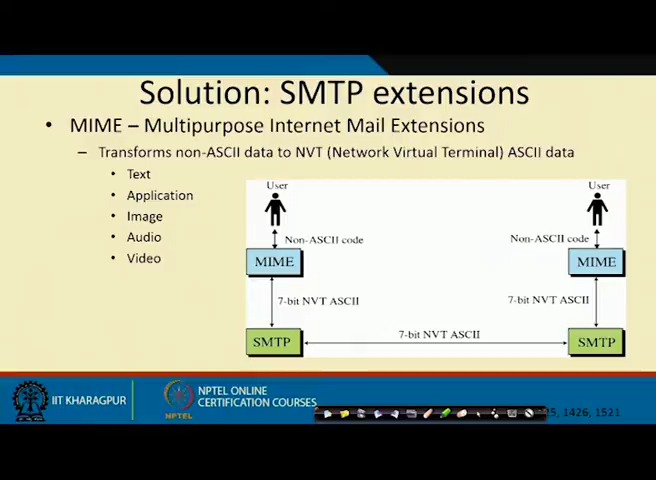 Solution: SMTP extensions
• MIME – Multipurpose Internet Mail Extensions
– Transforms non-ASCII data to NVT (Network Virtual Terminal) ASCII data
• Text
• Application
• Image
• Audio
• Video
User User
Non-ASCII code Non-ASCII code
MIME MIME
7-bit NVT ASCII 7-bit NVT ASCII
7-bit NVT ASCII
SMTP SMTP
IIT KHARAGPUR
NPTEL
NPTEL ONLINE
CERTIFICATION COURSES
1426, 1521